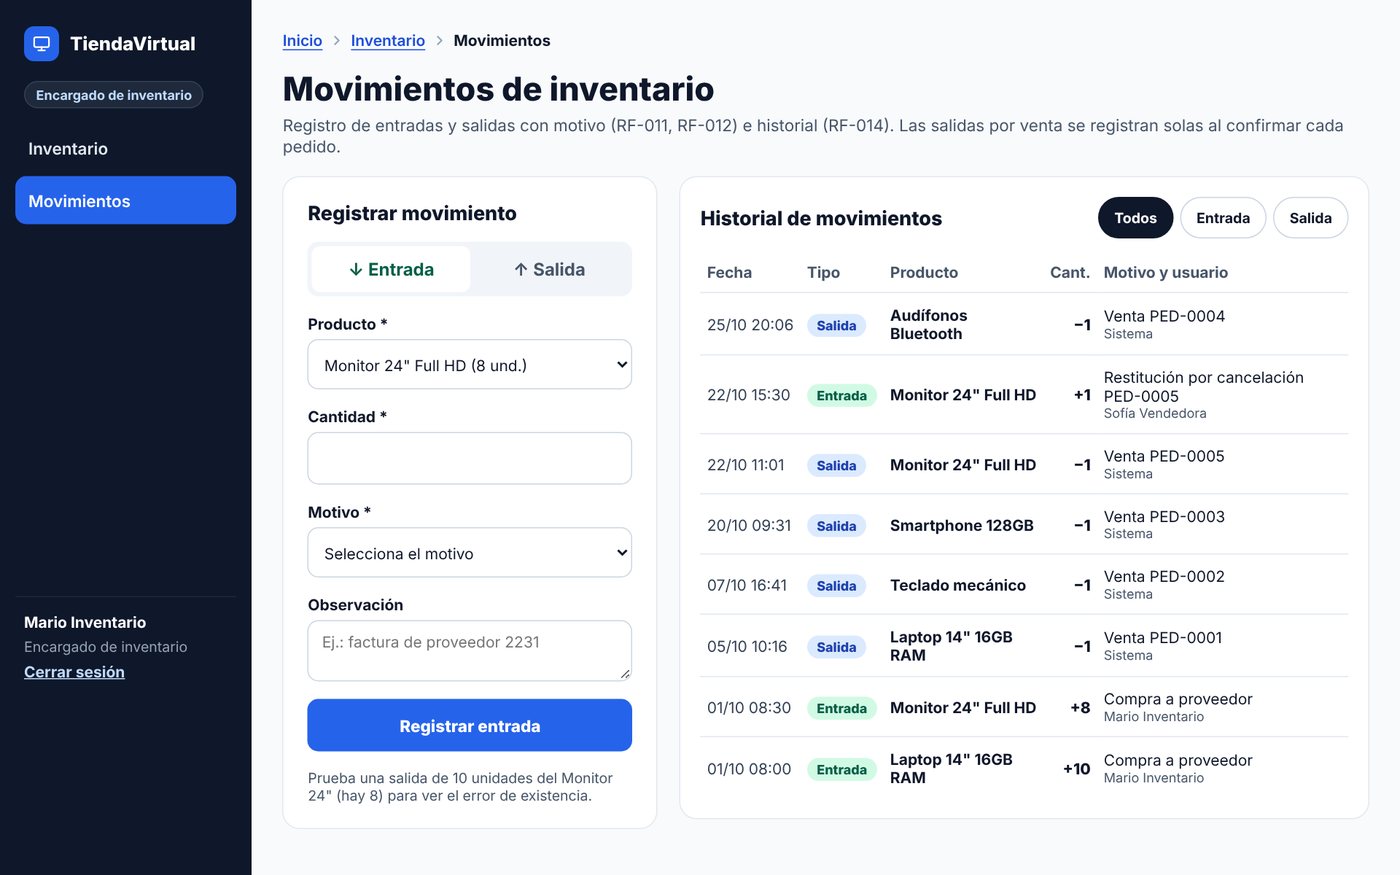 TiendaVirtual
Encargado de inventario
Inventario
Movimientos
Mario Inventario
Encargado de inventario
Cerrar sesión
Inicio > Inventario > Movimientos
Movimientos de inventario
Registro de entradas y salidas con motivo (RF-011, RF-012) e historial (RF-014). Las salidas por venta se registran solas al confirmar cada
pedido.
Registrar movimiento
↓ Entrada ↑ Salida
Producto *
Monitor 24" Full HD (8 und.)
Cantidad *
Motivo *
Selecciona el motivo
Observación
Ej.: factura de proveedor 2231
Registrar entrada
Prueba una salida de 10 unidades del Monitor
24" (hay 8) para ver el error de existencia.
Historial de movimientos
Todos Entrada Salida
Fecha Tipo Producto Cant. Motivo y usuario
25/10 20:06 Salida Audífonos Bluetooth −1 Venta PED-0004
Sistema
22/10 15:30 Entrada Monitor 24" Full HD +1 Restitución por cancelación
PED-0005
Sofía Vendedora
22/10 11:01 Salida Monitor 24" Full HD −1 Venta PED-0005
Sistema
20/10 09:31 Salida Smartphone 128GB −1 Venta PED-0003
Sistema
07/10 16:41 Salida Teclado mecánico −1 Venta PED-0002
Sistema
05/10 10:16 Salida Laptop 14" 16GB RAM −1 Venta PED-0001
Sistema
01/10 08:30 Entrada Monitor 24" Full HD +8 Compra a proveedor
Mario Inventario
01/10 08:00 Entrada Laptop 14" 16GB RAM +10 Compra a proveedor
Mario Inventario